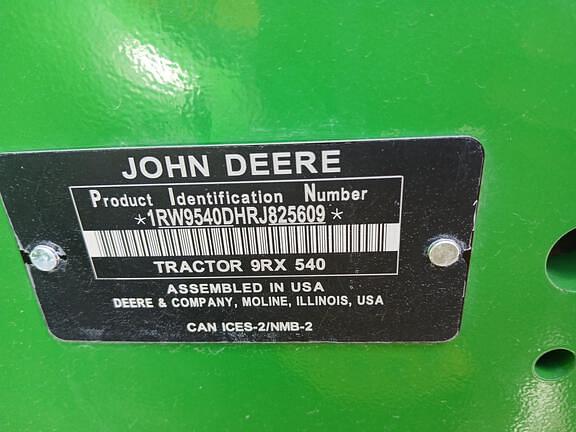 JOHN DEERE
Product Identification Number
*1RW9540DHRJ825609*
TRACTOR 9RX 540
ASSEMBLED IN USA
DEERE & COMPANY, MOLINE, ILLINOIS, USA
CAN ICES-2/NMB-2